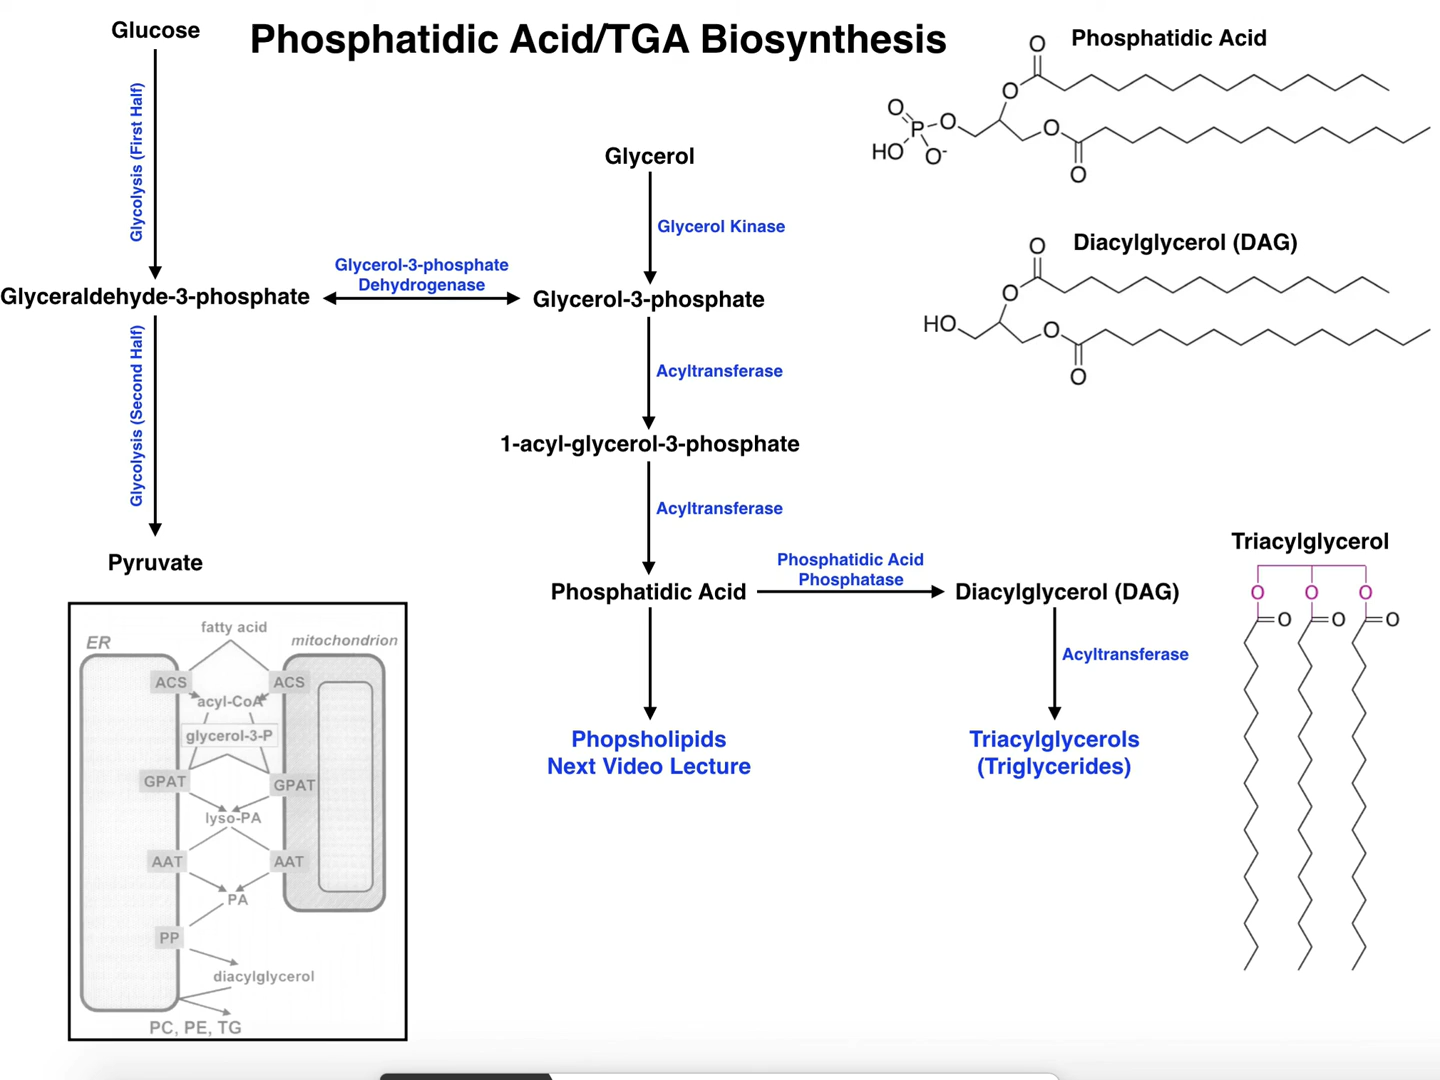 Glucose
Phosphatidic Acid/TGA Biosynthesis
Phosphatidic Acid
O
O
O
P
O
O
HO
O-
O
Glycolysis (First Half)
Glycerol
Glycerol Kinase
Diacylglycerol (DAG)
O
O
HO
O
O
Glycerol-3-phosphate
Dehydrogenase
Glyceraldehyde-3-phosphate
Glycerol-3-phosphate
Glycolysis (Second Half)
Acyltransferase
1-acyl-glycerol-3-phosphate
Acyltransferase
Pyruvate
Phosphatidic Acid
Phosphatidic Acid
Phosphatase
Diacylglycerol (DAG)
Acyltransferase
Phopsholipids
Next Video Lecture
Triacylglycerols
(Triglycerides)
Triacylglycerol
O O O
O O O
fatty acid
ER
mitochondrion
ACS
ACS
acyl-CoA
glycerol-3-P
GPAT
GPAT
lyso-PA
AAT
AAT
PA
PP
diacylglycerol
PC, PE, TG